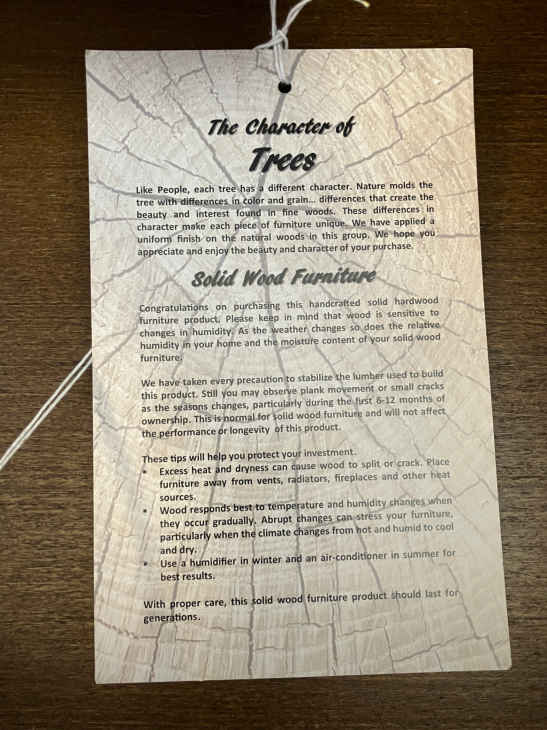 The Character of
Trees
Like People, each tree has a different character. Nature molds the
tree with differences in color and grain... differences that create the
beauty and interest found in fine woods. These differences in
character make each piece of furniture unique. We have applied a
uniform finish on the natural woods in this group. We hope you
appreciate and enjoy the beauty and character of your purchase.
Solid Wood Furniture
Congratulations on purchasing this handcrafted solid hardwood
furniture product. Please keep in mind that wood is sensitive to
changes in humidity. As the weather changes so does the relative
humidity in your home and the moisture content of your solid wood
furniture.
We have taken every precaution to stabilize the lumber used to build
this product. Still you may observe plank movement or small cracks
as the seasons changes, particularly during the first 6-12 months of
ownership. This is normal for solid wood furniture and will not affect
the performance or longevity of this product.
These tips will help you protect your investment.
• Excess heat and dryness can cause wood to split or crack. Place
furniture away from vents, radiators, fireplaces and other heat
sources.
• Wood responds best to temperature and humidity changes when
they occur gradually. Abrupt changes can stress your furniture,
particularly when the climate changes from hot and humid to cool
and dry.
• Use a humidifier in winter and an air-conditioner in summer for
best results.
With proper care, this solid wood furniture product should last for
generations.